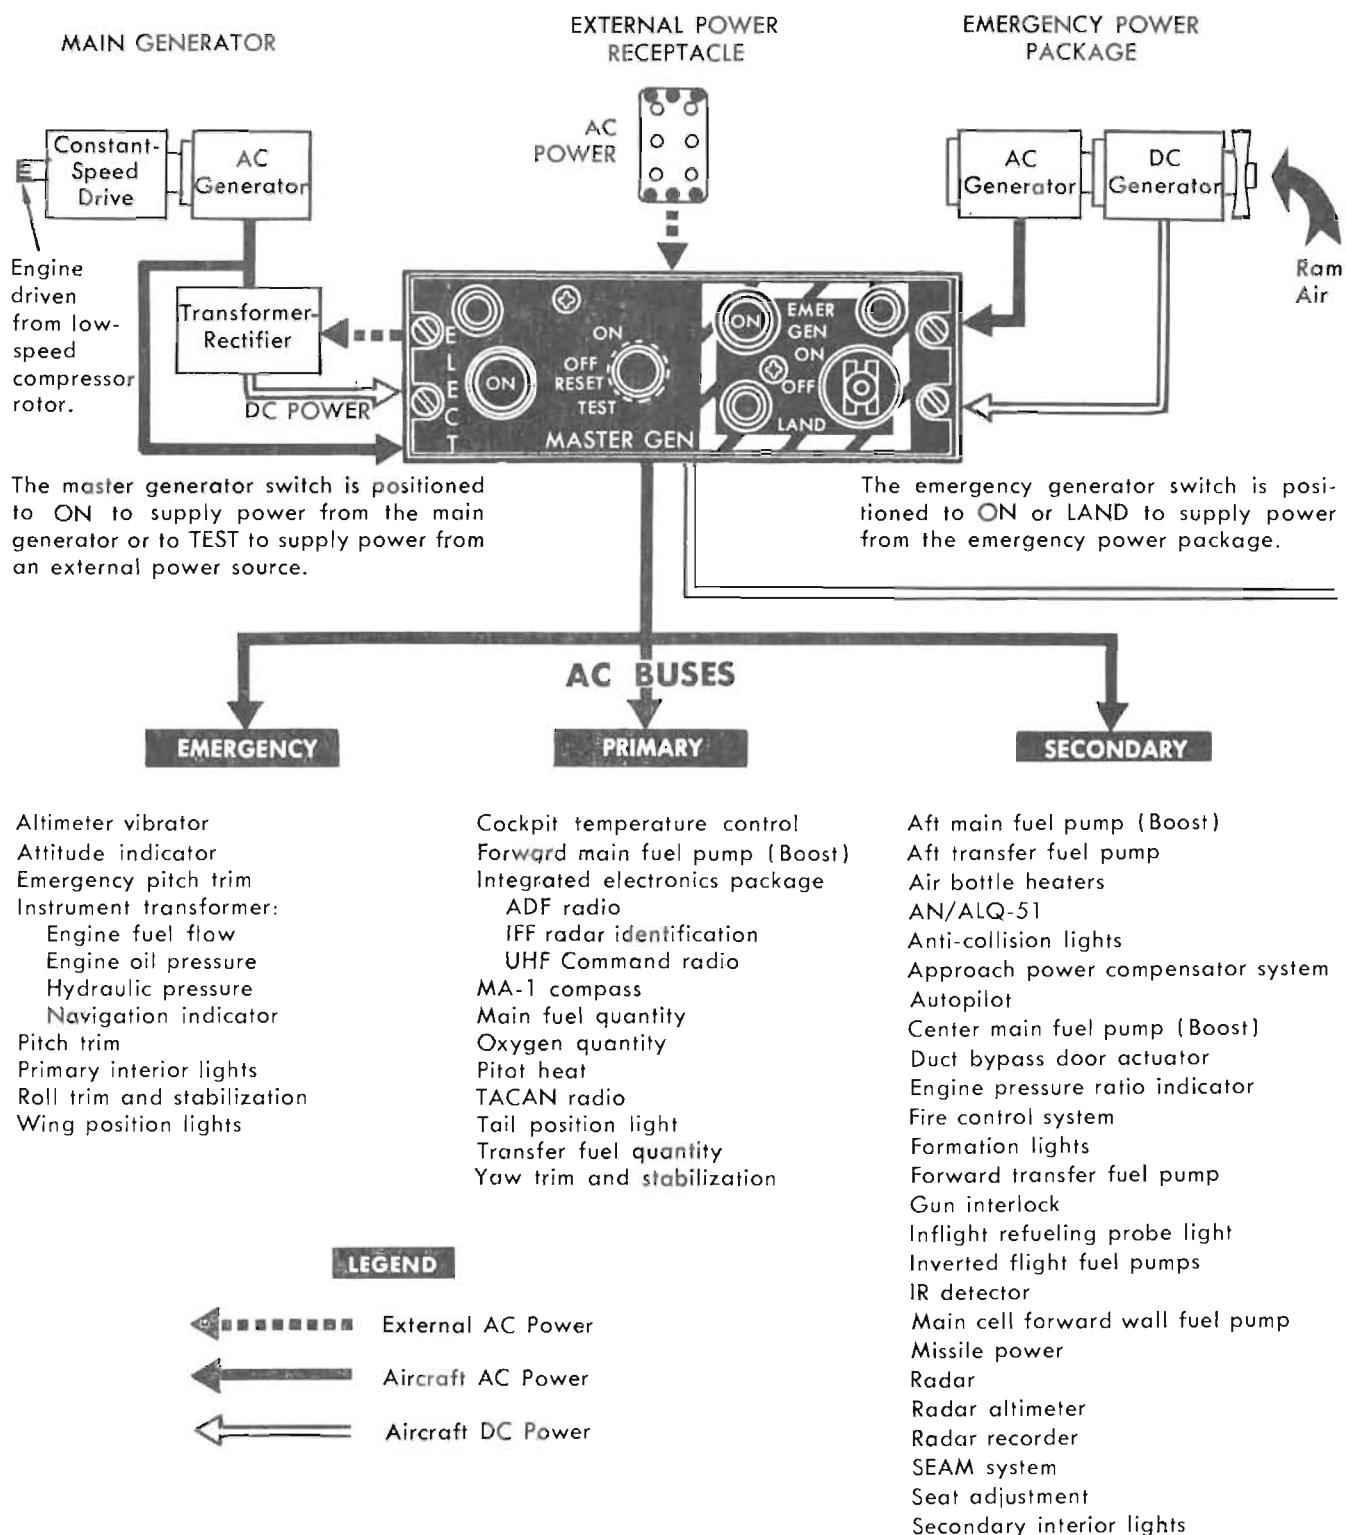 MAIN GENERATOR
EXTERNAL POWER
RECEPTACLE
EMERGENCY POWER
PACKAGE
Constant-
Speed
Drive
AC
Generator
AC
POWER
AC
Generator
DC
Generator
Engine
driven
from low-
speed
compressor
rotor.
Transformer-
Rectifier
DC POWER
Ram
Air
ELECT
ON
ON
OFF
RESET
TEST
MASTER GEN
ON
EMER
GEN
ON
OFF
LAND
The master generator switch is positioned
to ON to supply power from the main
generator or to TEST to supply power from
an external power source.
The emergency generator switch is posi-
tioned to ON or LAND to supply power
from the emergency power package.
AC BUSES
EMERGENCY
PRIMARY
SECONDARY
Altimeter vibrator
Attitude indicator
Emergency pitch trim
Instrument transformer:
Engine fuel flow
Engine oil pressure
Hydraulic pressure
Navigation indicator
Pitch trim
Primary interior lights
Roll trim and stabilization
Wing position lights
Cockpit temperature control
Forward main fuel pump (Boost)
Integrated electronics package
ADF radio
IFF radar identification
UHF Command radio
MA-1 compass
Main fuel quantity
Oxygen quantity
Pitot heat
TACAN radio
Tail position light
Transfer fuel quantity
Yaw trim and stabilization
Aft main fuel pump (Boost)
Aft transfer fuel pump
Air bottle heaters
AN/ALQ-51
Anti-collision lights
Approach power compensator system
Autopilot
Center main fuel pump (Boost)
Duct bypass door actuator
Engine pressure ratio indicator
Fire control system
Formation lights
Forward transfer fuel pump
Gun interlock
Inflight refueling probe light
Inverted flight fuel pumps
IR detector
Main cell forward wall fuel pump
Missile power
Radar
Radar altimeter
Radar recorder
SEAM system
Seat adjustment
Secondary interior lights
LEGEND
External AC Power
Aircraft AC Power
Aircraft DC Power